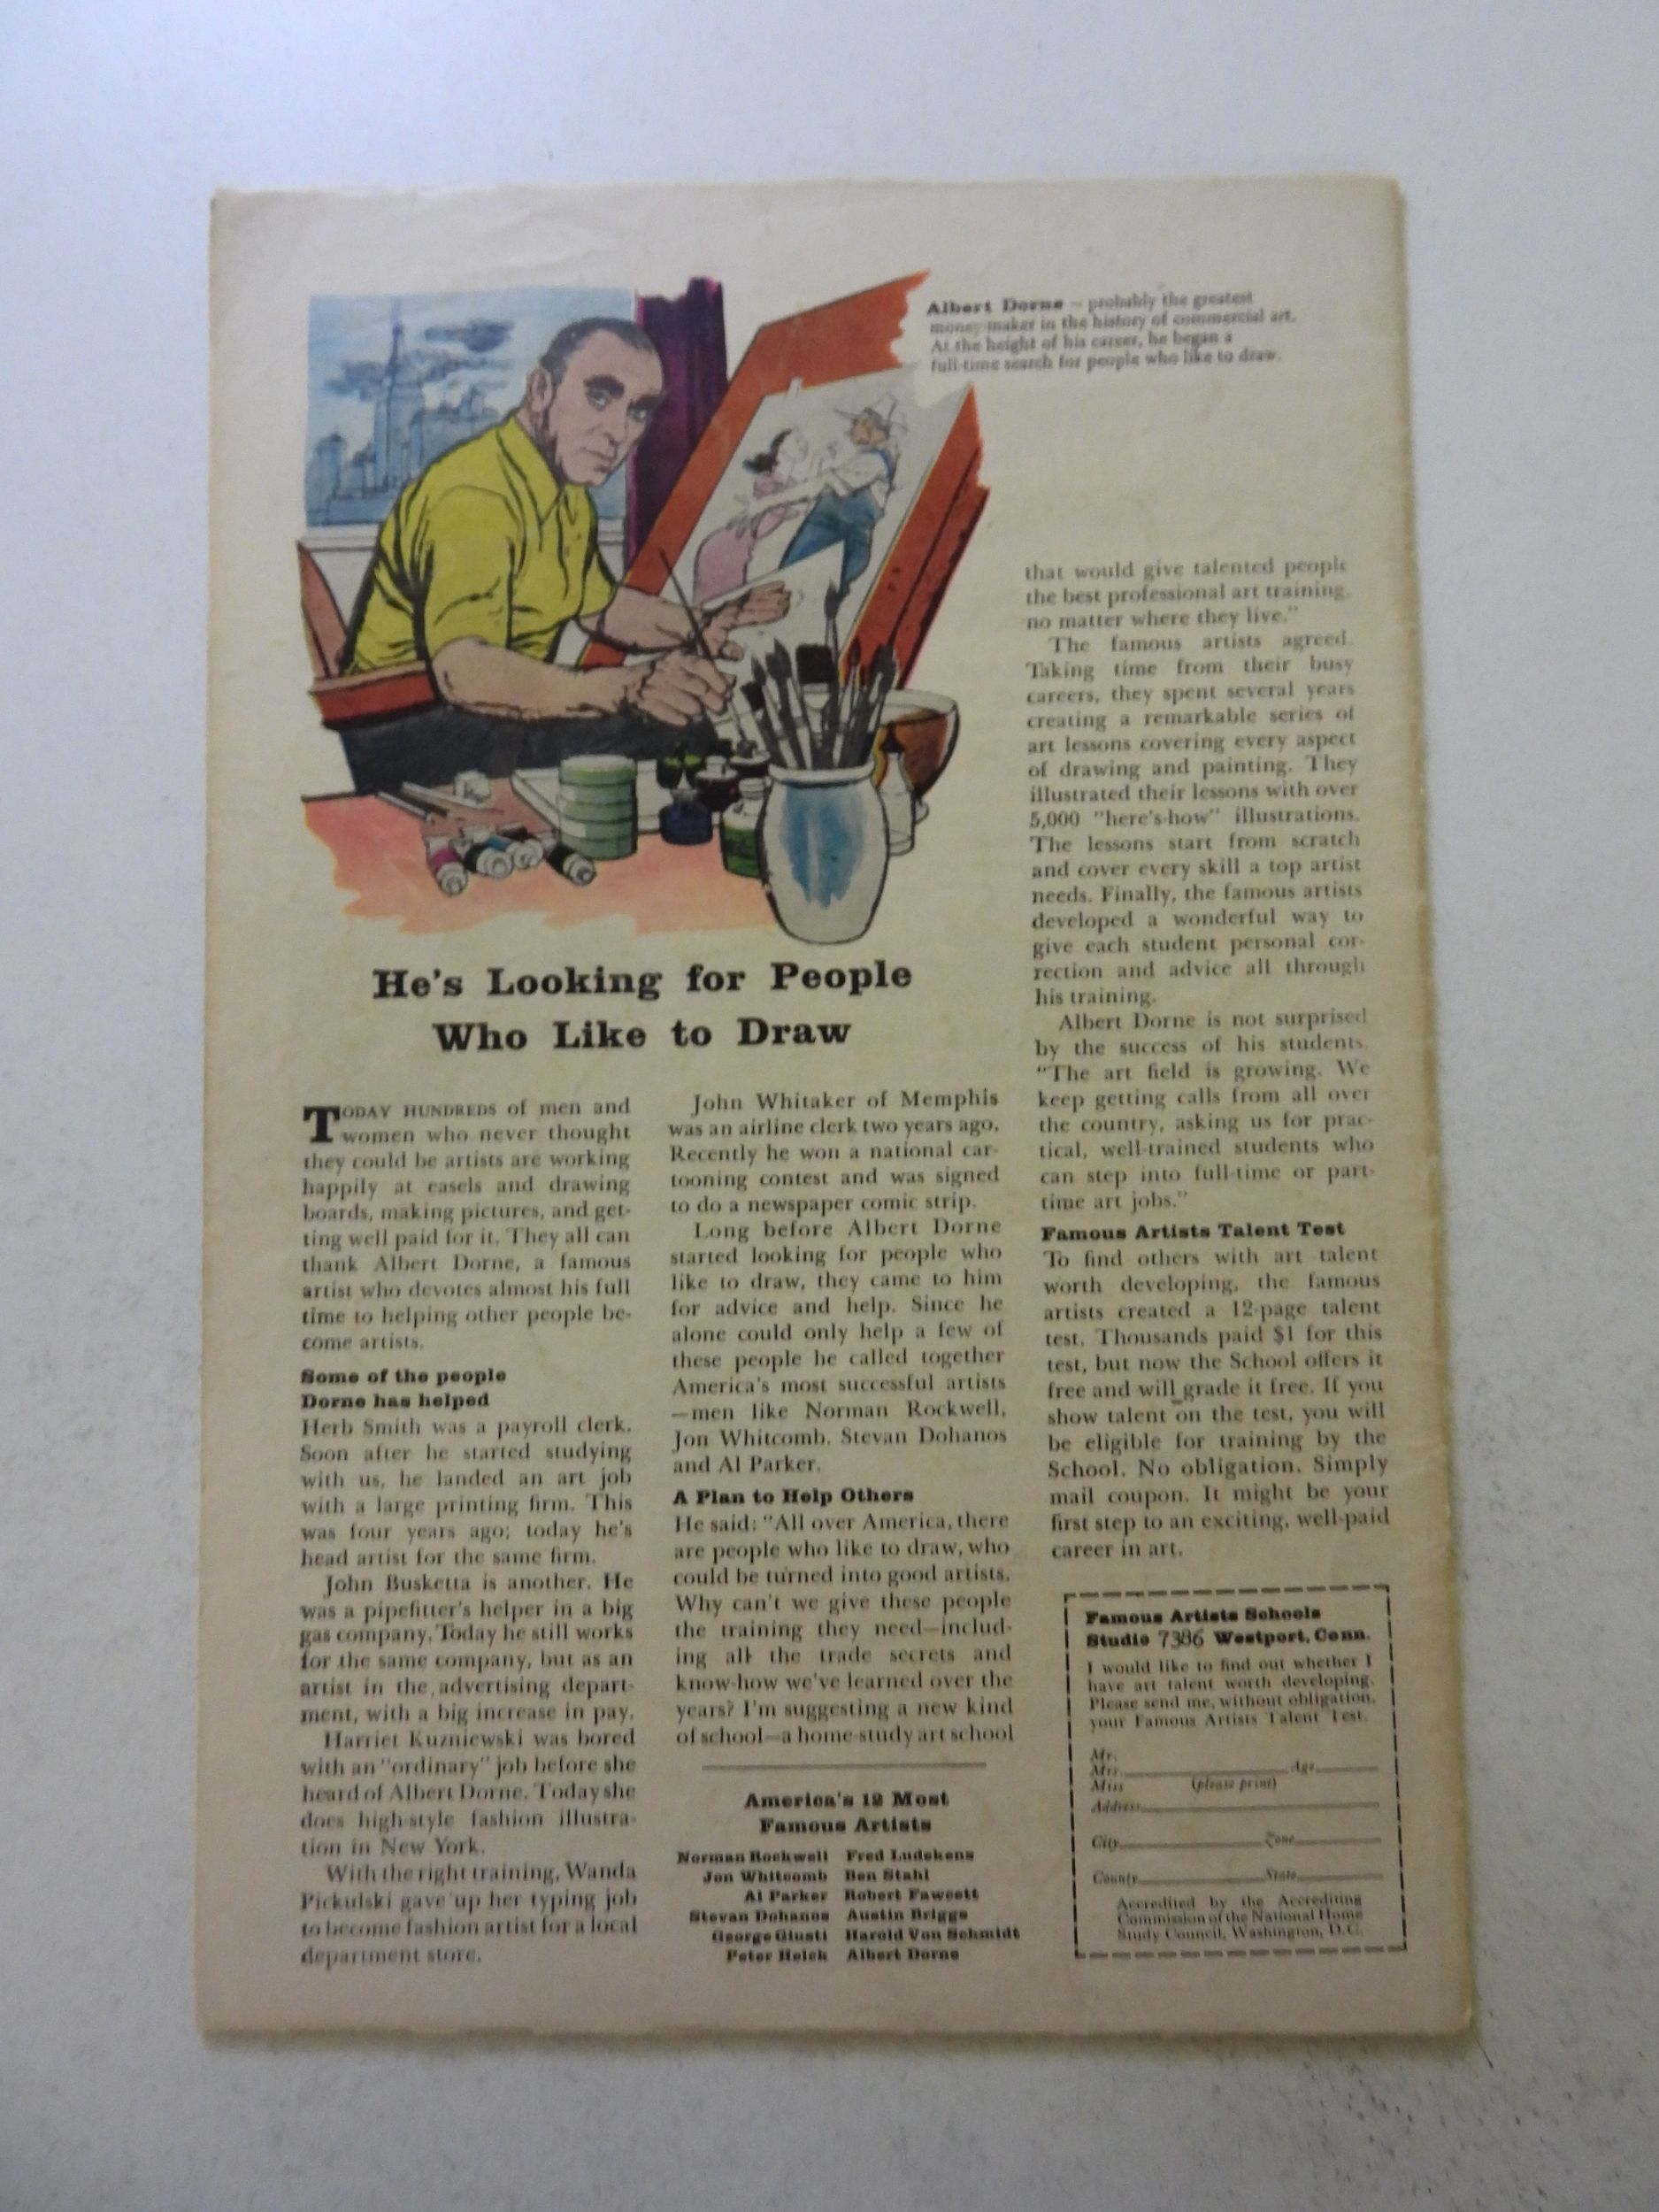 Albert Dorne – probably the greatest
money-maker in the history of commercial art.
At the height of his career, he began a
full-time search for people who like to draw.
He's Looking for People
Who Like to Draw
TODAY HUNDREDS of men and
women who never thought
they could be artists are working
happily at easels and drawing
boards, making pictures, and get-
ting well paid for it. They all can
thank Albert Dorne, a famous
artist who devotes almost his full
time to helping other people be-
come artists.
Some of the people
Dorne has helped
Herb Smith was a payroll clerk.
Soon after he started studying
with us, he landed an art job
with a large printing firm. This
was four years ago; today he's
head artist for the same firm.
John Busketta is another. He
was a pipefitter's helper in a big
gas company. Today he still works
for the same company, but as an
artist in the advertising depart-
ment, with a big increase in pay.
Harriet Kuzniewski was bored
with an "ordinary" job before she
heard of Albert Dorne. Today she
does high-style fashion illustra-
tion in New York.
With the right training, Wanda
Pickulski gave up her typing job
to become fashion artist for a local
department store.
John Whitaker of Memphis
was an airline clerk two years ago.
Recently he won a national car-
tooning contest and was signed
to do a newspaper comic strip.
Long before Albert Dorne
started looking for people who
like to draw, they came to him
for advice and help. Since he
alone could only help a few of
these people he called together
America's most successful artists
—men like Norman Rockwell,
Jon Whitcomb, Stevan Dohanos
and Al Parker.
A Plan to Help Others
He said: "All over America, there
are people who like to draw, who
could be turned into good artists.
Why can't we give these people
the training they need—includ-
ing all the trade secrets and
know-how we've learned over the
years? I'm suggesting a new kind
of school—a home-study art school
America's 12 Most
Famous Artists
Norman Rockwell Fred Ludekens
Jon Whitcomb Ben Stahl
Al Parker Robert Fawcett
Stevan Dohanos Austin Briggs
George Giusti Harold Von Schmidt
Peter Helck Albert Dorne
that would give talented people
the best professional art training,
no matter where they live."
The famous artists agreed.
Taking time from their busy
careers, they spent several years
creating a remarkable series of
art lessons covering every aspect
of drawing and painting. They
illustrated their lessons with over
5,000 "here's-how" illustrations.
The lessons start from scratch
and cover every skill a top artist
needs. Finally, the famous artists
developed a wonderful way to
give each student personal cor-
rection and advice all through
his training.
Albert Dorne is not surprised
by the success of his students.
"The art field is growing. We
keep getting calls from all over
the country, asking us for prac-
tical, well-trained students who
can step into full-time or part-
time art jobs."
Famous Artists Talent Test
To find others with art talent
worth developing, the famous
artists created a 12-page talent
test. Thousands paid $1 for this
test, but now the School offers it
free and will grade it free. If you
show talent on the test, you will
be eligible for training by the
School. No obligation. Simply
mail coupon. It might be your
first step to an exciting, well-paid
career in art.
Famous Artists Schools
Studio 7386 Westport, Conn.
I would like to find out whether I
have art talent worth developing.
Please send me, without obligation,
your Famous Artists Talent Test.
Mr.
Mrs. Age
Miss (please print)
Address
City Zone
County State
Accredited by the Accrediting
Commission of the National Home
Study Council, Washington, D.C.